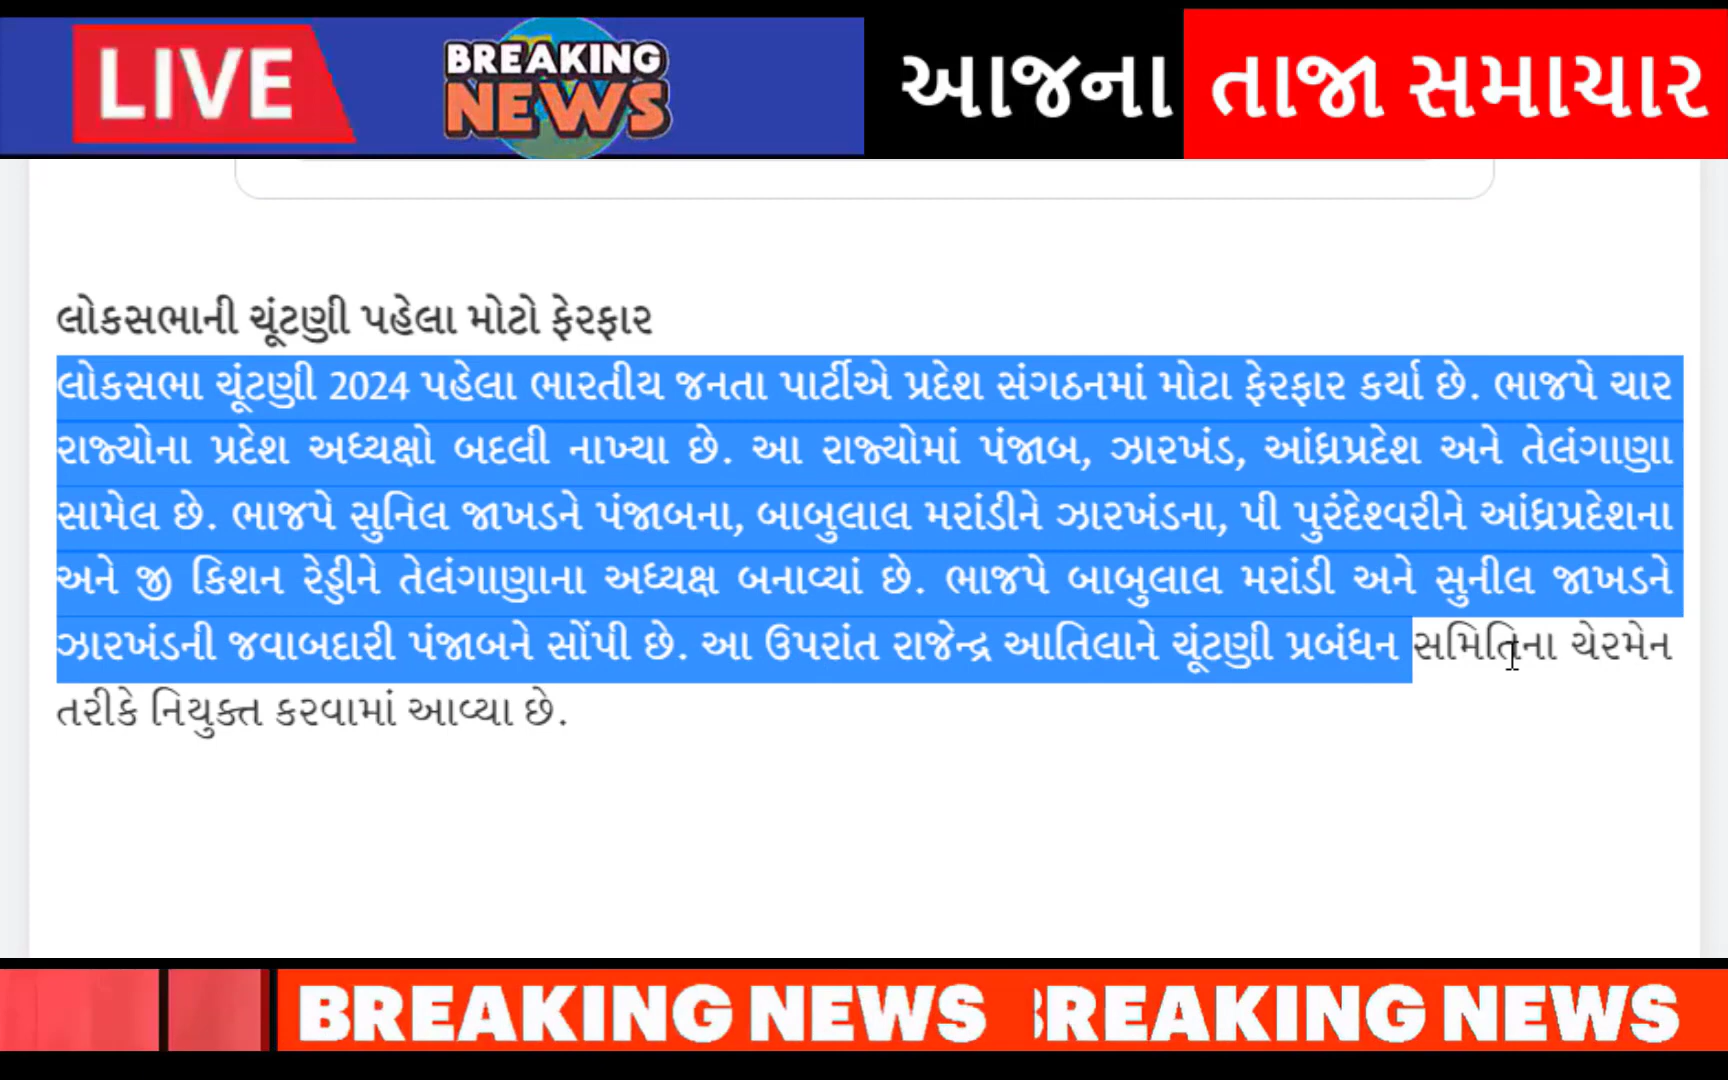 LIVE
BREAKING
NEWS
આજના તાજા સમાચાર
લોકસભાની ચૂંટણી પહેલા મોટો ફેરફાર
લોકસભા ચૂંટણી 2024 પહેલા ભારતીય જનતા પાર્ટીએ પ્રદેશ સંગઠનમાં મોટા ફેરફાર કર્યા છે. ભાજપે ચાર
રાજ્યોના પ્રદેશ અધ્યક્ષો બદલી નાખ્યા છે. આ રાજ્યોમાં પંજાબ, ઝારખંડ, આંધ્રપ્રદેશ અને તેલંગાણા
સામેલ છે. ભાજપે સુનિલ જાખડને પંજાબના, બાબુલાલ મરાંડીને ઝારખંડના, પી પુરંદેશ્વરીને આંધ્રપ્રદેશના
અને જી કિશન રેડ્ડીને તેલંગાણાના અધ્યક્ષ બનાવ્યાં છે. ભાજપે બાબુલાલ મરાંડી અને સુનીલ જાખડને
ઝારખંડની જવાબદારી પંજાબને સોંપી છે. આ ઉપરાંત રાજેન્દ્ર આતિલાને ચૂંટણી પ્રબંધન સમિતિના ચેરમેન
તરીકે નિયુક્ત કરવામાં આવ્યા છે.
BREAKING NEWS BREAKING NEWS